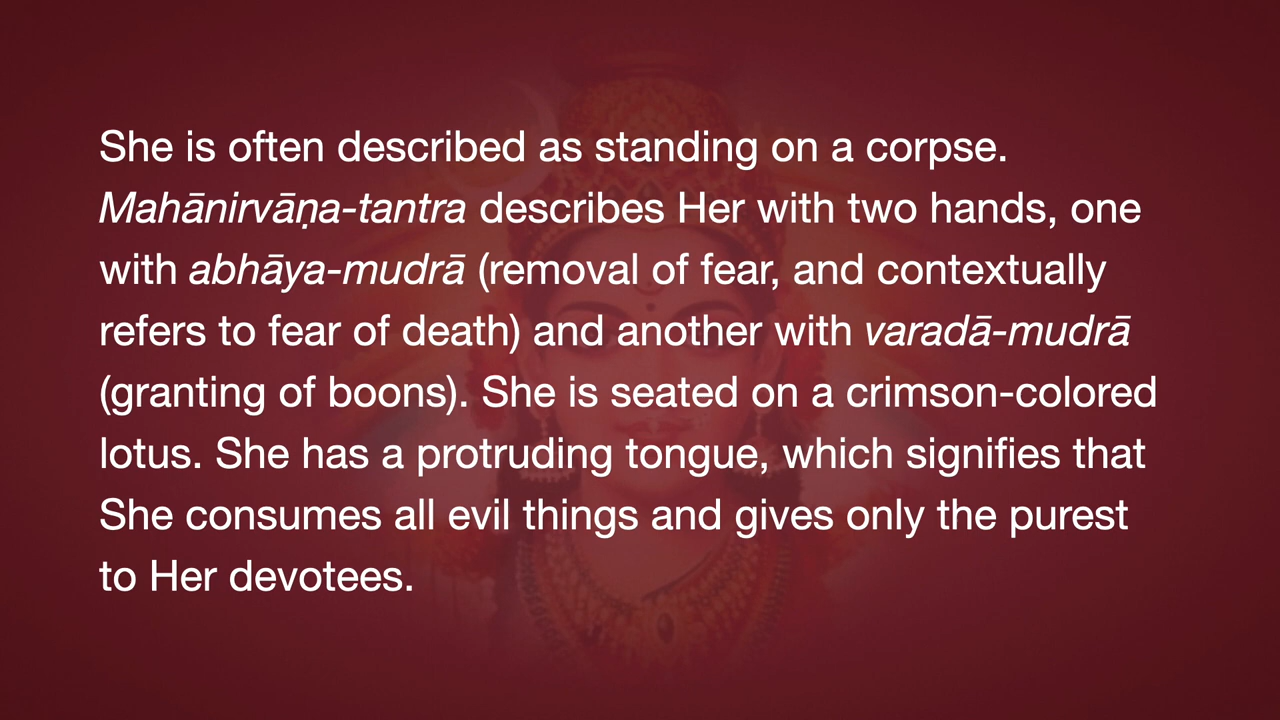 She is often described as standing on a corpse.
Mahānirvāṇa-tantra describes Her with two hands, one
with abhāya-mudrā (removal of fear, and contextually
refers to fear of death) and another with varadā-mudrā
(granting of boons). She is seated on a crimson-colored
lotus. She has a protruding tongue, which signifies that
She consumes all evil things and gives only the purest
to Her devotees.